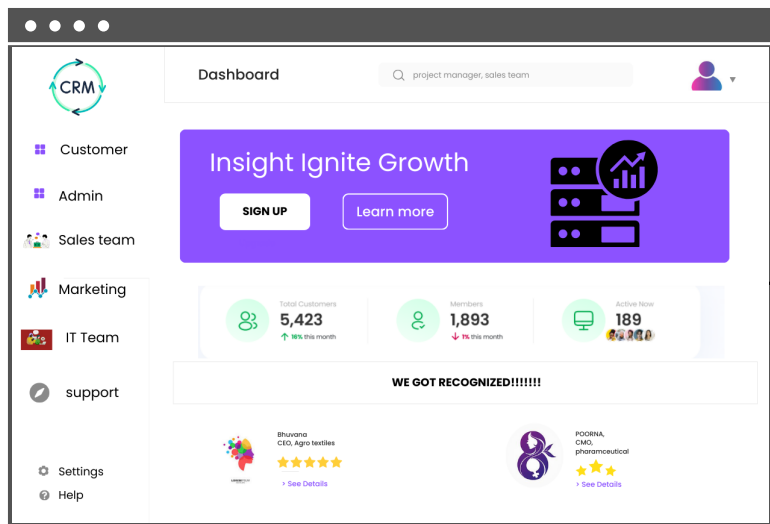 CRM
Dashboard
project manager, sales team
Customer
Admin
Sales team
Marketing
IT Team
support
Settings
Help
Insight Ignite Growth
SIGN UP
Learn more
Total Customers
5,423
16% this month
Members
1,893
1% this month
Active Now
189
WE GOT RECOGNIZED!!!!!!!
Bhuvana
CEO, Agro textiles
> See Details
POORNA,
CMO,
pharamceutical
> See Details